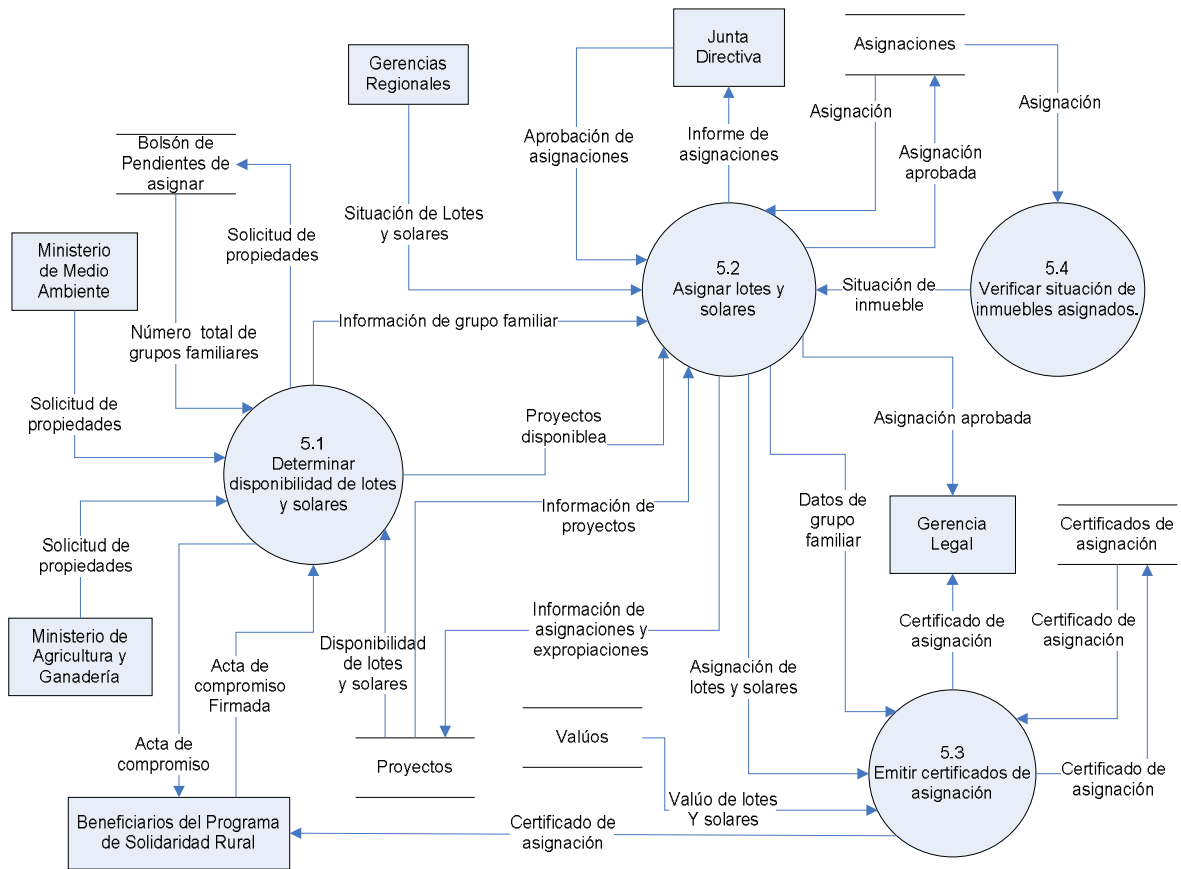 Junta
Directiva
Asignaciones
Gerencias
Regionales
Asignación
Asignación
Aprobación de
asignaciones
Informe de
asignaciones
Asignación
aprobada
Bolsón de
Pendientes de
asignar
Situación de Lotes
y solares
Solicitud de
propiedades
Ministerio
de Medio
Ambiente
5.2
Asignar lotes y
solares
Situación de
inmueble
5.4
Verificar situación de
inmuebles asignados.
Número total de
grupos familiares
Información de grupo familiar
Solicitud de
propiedades
Proyectos
disponiblea
Asignación aprobada
5.1
Determinar
disponibilidad de lotes
y solares
Información de
proyectos
Datos de
grupo
familiar
Gerencia
Legal
Certificados de
asignación
Solicitud de
propiedades
Ministerio de
Agricultura y
Ganadería
Acta de
compromiso
Firmada
Disponibilidad
de lotes
y solares
Información de
asignaciones y
expropiaciones
Asignación de
lotes y solares
Certificado de
asignación
Certificado de
asignación
Acta de
compromiso
Proyectos
Valúos
5.3
Emitir certificados de
asignación
Certificado de
asignación
Valúo de lotes
Y solares
Beneficiarios del Programa
de Solidaridad Rural
Certificado de
asignación